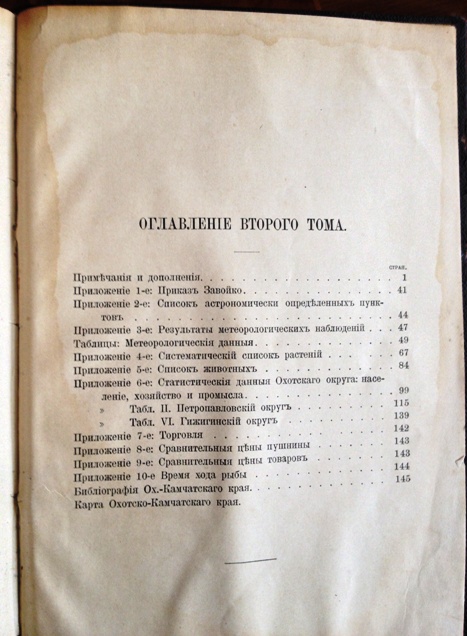 ОГЛАВЛЕНІЕ ВТОРОГО ТОМА.
СТРАН.
Примѣчанія и дополненія. . . . . . . . . . . . . . . . . 1
Приложеніе 1-е: Приказъ Завойко. . . . . . . . . . . . . 41
Приложеніе 2-е: Списокъ астрономически опредѣленныхъ пунк-
товъ . . . . . . . . . . . . . . . . . . . . 44
Приложеніе 3-е: Результаты метеорологическихъ наблюденій . . . 47
Таблицы: Метеорологическія данныя . . . . . . . . . . . . 49
Приложеніе 4-е: Систематическій списокъ растеній . . . . . . 67
Приложеніе 5-е: Списокъ животныхъ . . . . . . . . . . . . 84
Приложеніе 6-е: Статистическія данныя Охотскаго округа: насе-
леніе, хозяйство и промысла . . . . . . . . . . 99
» Табл. II. Петропавловскій округъ . . . . . . . . 115
» Табл. VI. Гижигинскій округъ . . . . . . . . . 139
Приложеніе 7-е: Торговля . . . . . . . . . . . . . . . 142
Приложеніе 8-е: Сравнительныя цѣны пушнины . . . . . . . 143
Приложеніе 9-е: Сравнительныя цѣны товаровъ . . . . . . . 143
Приложеніе 10-е Время хода рыбы . . . . . . . . . . . . 144
Библіографія Ох.-Камчатскаго края. . . . . . . . . . . . 145
Карта Охотско-Камчатскаго края.